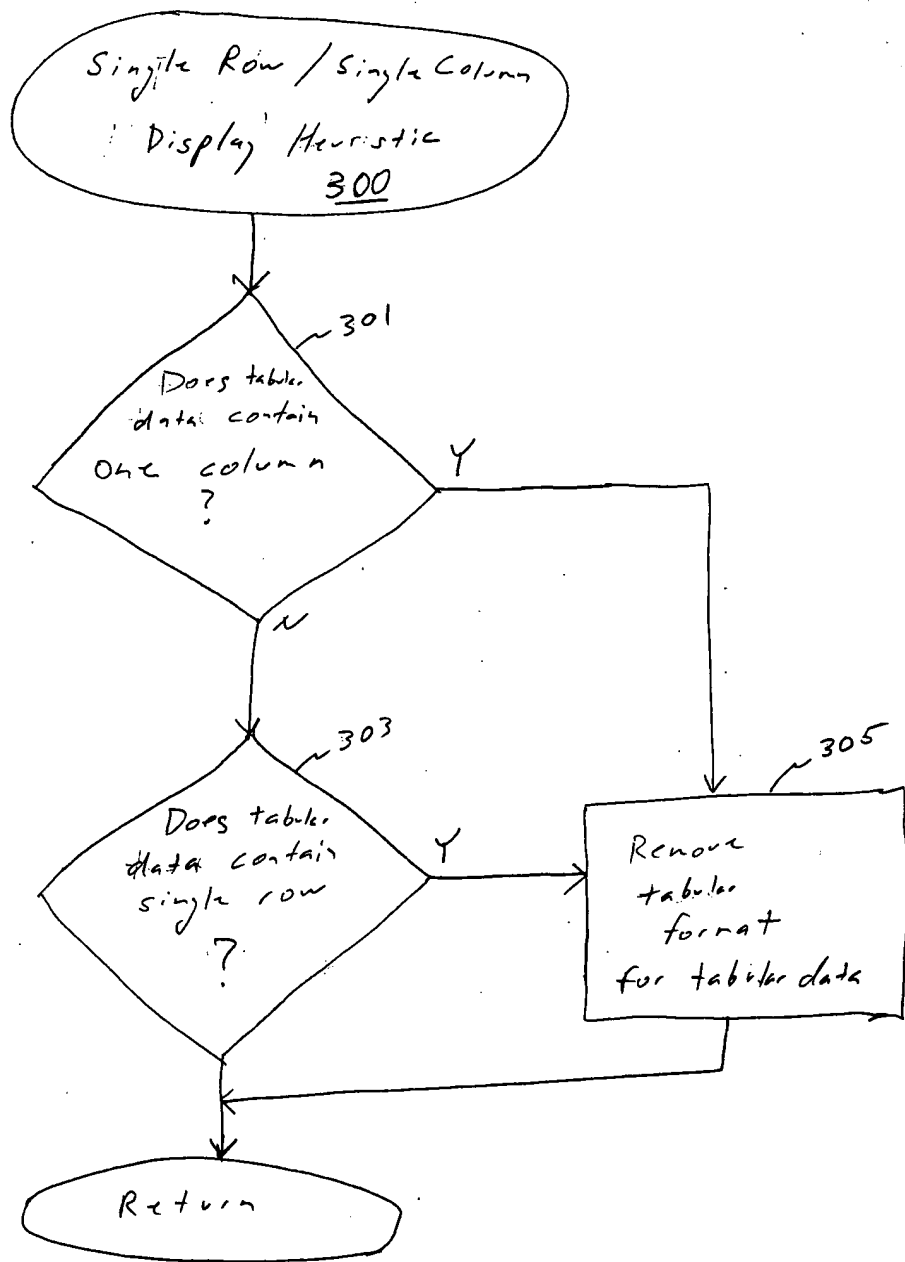 Single Row / Single Column
Display Heuristic
300
301
Does tabular
data contain
one column
?
Y
N
303
Does tabular
data contain
single row
?
Y
305
Remove
tabular
format
for tabular data
Return